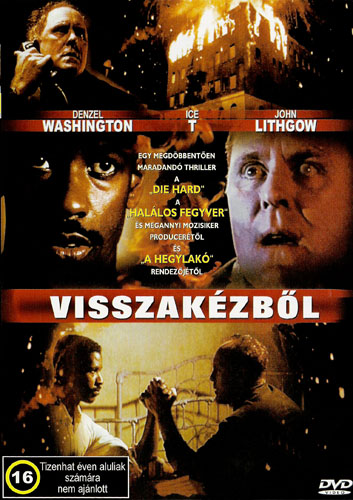 DENZEL ICE JOHN
WASHINGTON T LITHGOW
EGY MEGDÖBBENTŐEN
MARADANDÓ THRILLER
A
„DIE HARD”
A
„HALÁLOS FEGYVER”
ÉS MÉGANNYI MOZISIKER
PRODUCERÉTŐL
ÉS
„A HEGYLAKÓ”
RENDEZŐJÉTŐL
VISSZAKÉZBŐL
16
Tizenhat éven aluliak
számára
nem ajánlott
DVD
VIDEO